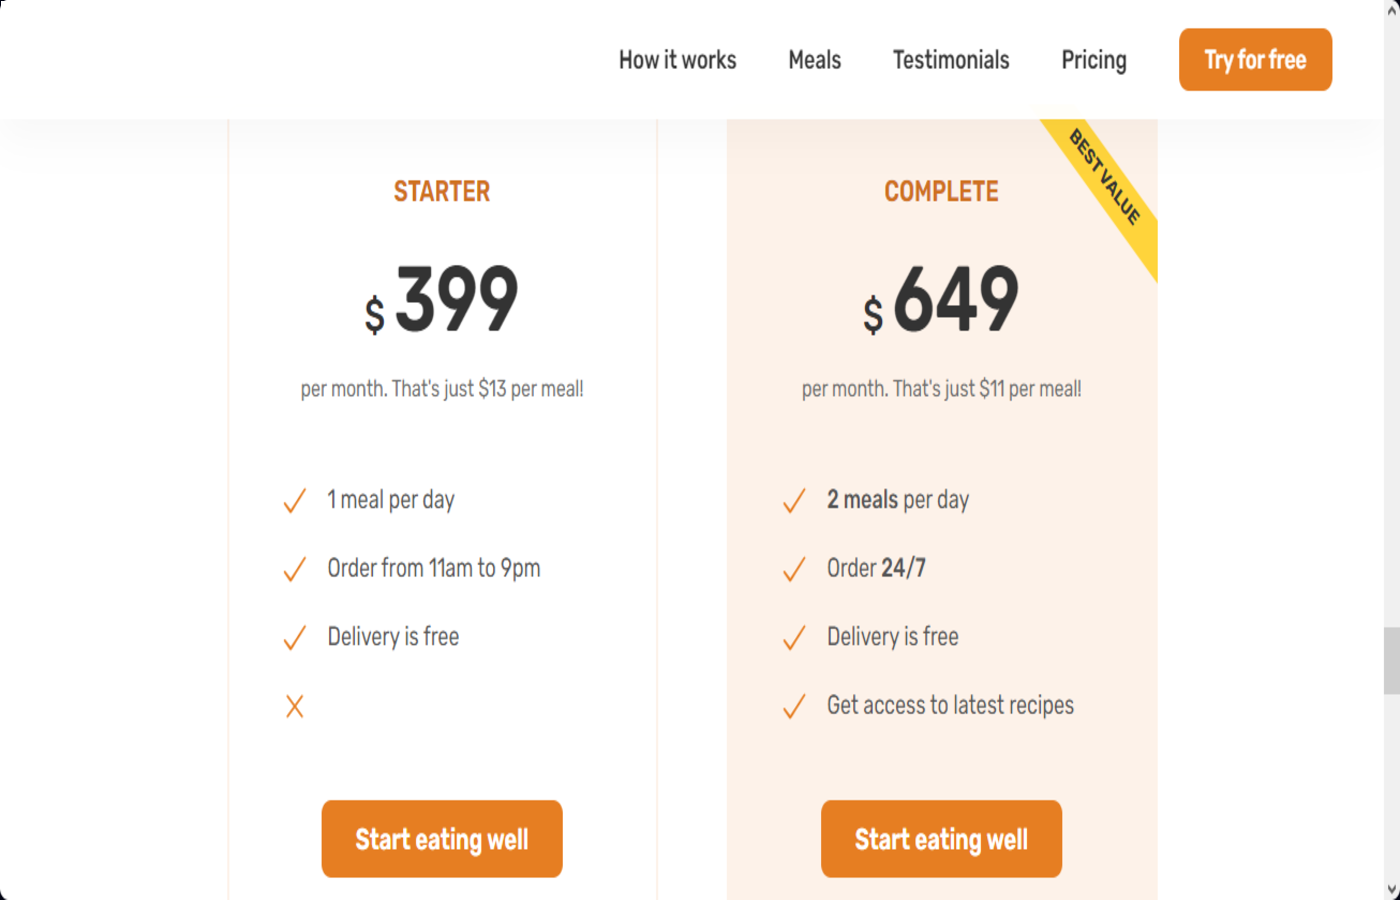 How it works Meals Testimonials Pricing Try for free
BEST VALUE
STARTER
$ 399
per month. That's just $13 per meal!
1 meal per day
Order from 11am to 9pm
Delivery is free
Start eating well
COMPLETE
$ 649
per month. That's just $11 per meal!
2 meals per day
Order 24/7
Delivery is free
Get access to latest recipes
Start eating well